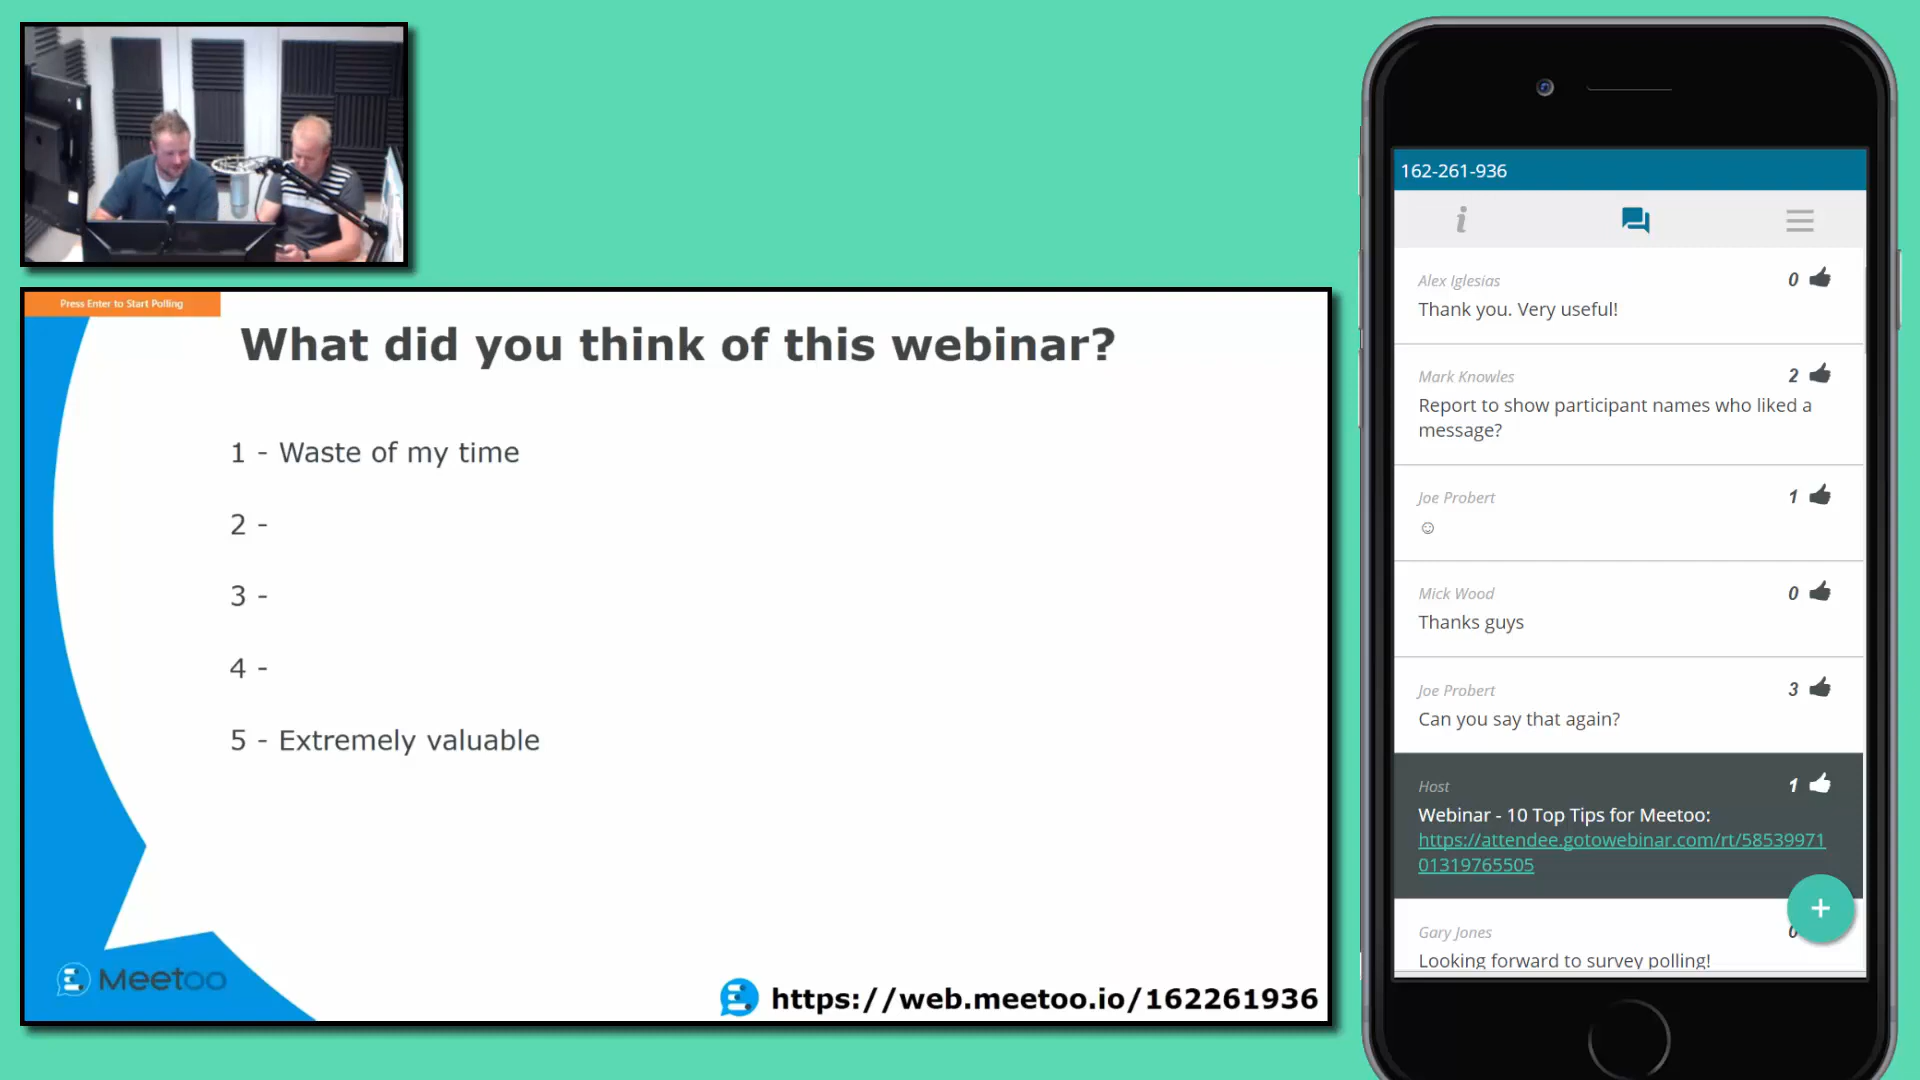 Press Enter to Start Polling
What did you think of this webinar?
1 - Waste of my time
2 -
3 -
4 -
5 - Extremely valuable
Meetoo
https://web.meetoo.io/162261936
162-261-936
i
Alex Iglesias
0
Thank you. Very useful!
Mark Knowles
2
Report to show participant names who liked a
message?
Joe Probert
1
☺
Mick Wood
0
Thanks guys
Joe Probert
3
Can you say that again?
Host
1
Webinar - 10 Top Tips for Meetoo:
https://attendee.gotowebinar.com/rt/58539971
01319765505
+
Gary Jones
0
Looking forward to survey polling!